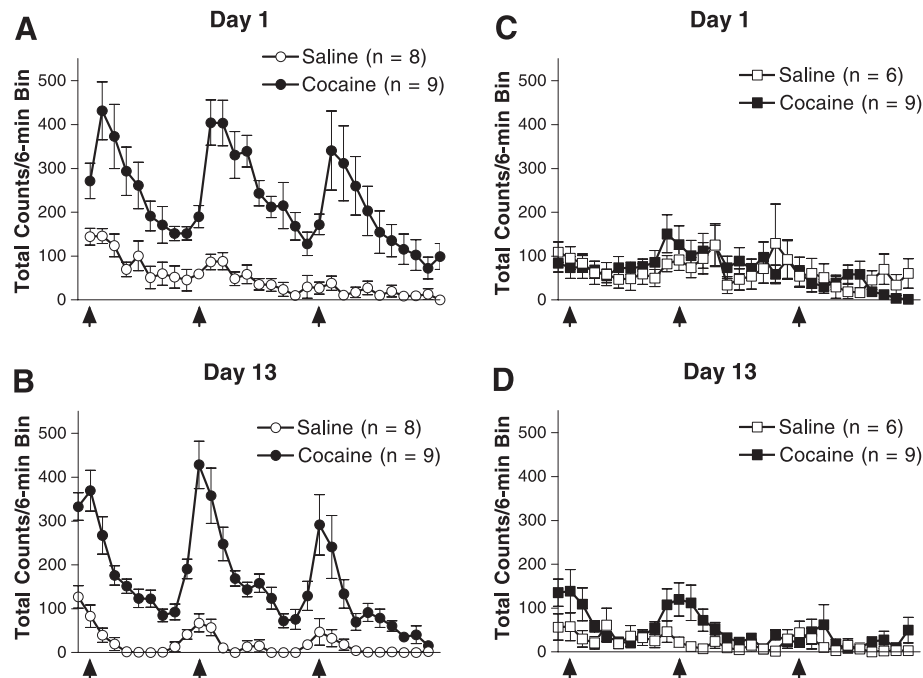 A
Day 1
Saline (n = 8)
Cocaine (n = 9)
Total Counts/6-min Bin
500
400
300
200
100
0
C
Day 1
Saline (n = 6)
Cocaine (n = 9)
Total Counts/6-min Bin
500
400
300
200
100
0
B
Day 13
Saline (n = 8)
Cocaine (n = 9)
Total Counts/6-min Bin
500
400
300
200
100
0
D
Day 13
Saline (n = 6)
Cocaine (n = 9)
Total Counts/6-min Bin
500
400
300
200
100
0